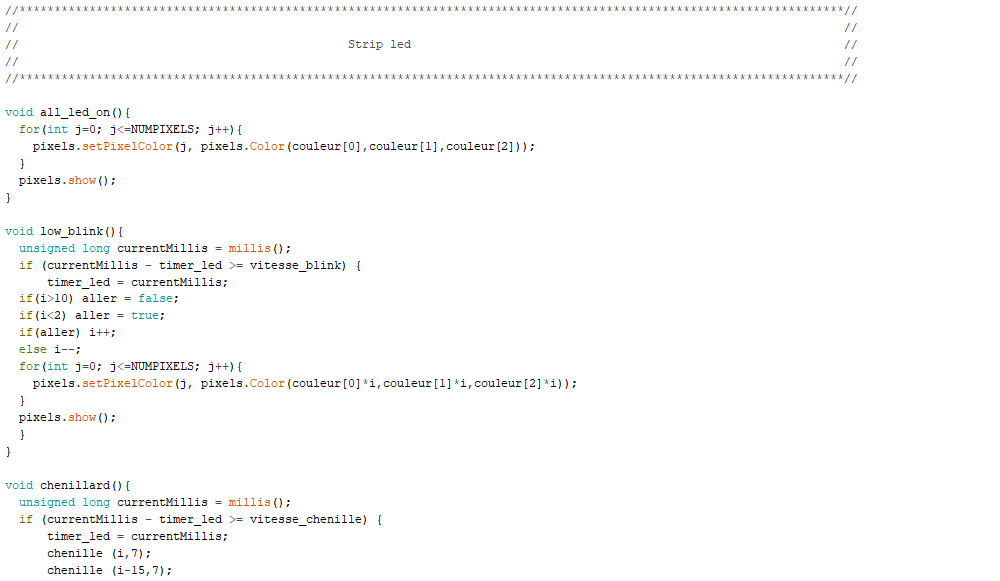 //**********************************************************************************************************************//
// //
// Strip led //
// //
//**********************************************************************************************************************//
void all_led_on(){
for(int j=0; j<=NUMPIXELS; j++){
pixels.setPixelColor(j, pixels.Color(couleur[0],couleur[1],couleur[2]));
}
pixels.show();
}
void low_blink(){
unsigned long currentMillis = millis();
if (currentMillis - timer_led >= vitesse_blink) {
timer_led = currentMillis;
if(i>10) aller = false;
if(i<2) aller = true;
if(aller) i++;
else i--;
for(int j=0; j<=NUMPIXELS; j++){
pixels.setPixelColor(j, pixels.Color(couleur[0]*i,couleur[1]*i,couleur[2]*i));
}
pixels.show();
}
}
void chenillard(){
unsigned long currentMillis = millis();
if (currentMillis - timer_led >= vitesse_chenille) {
timer_led = currentMillis;
chenille (i,7);
chenille (i-15,7);